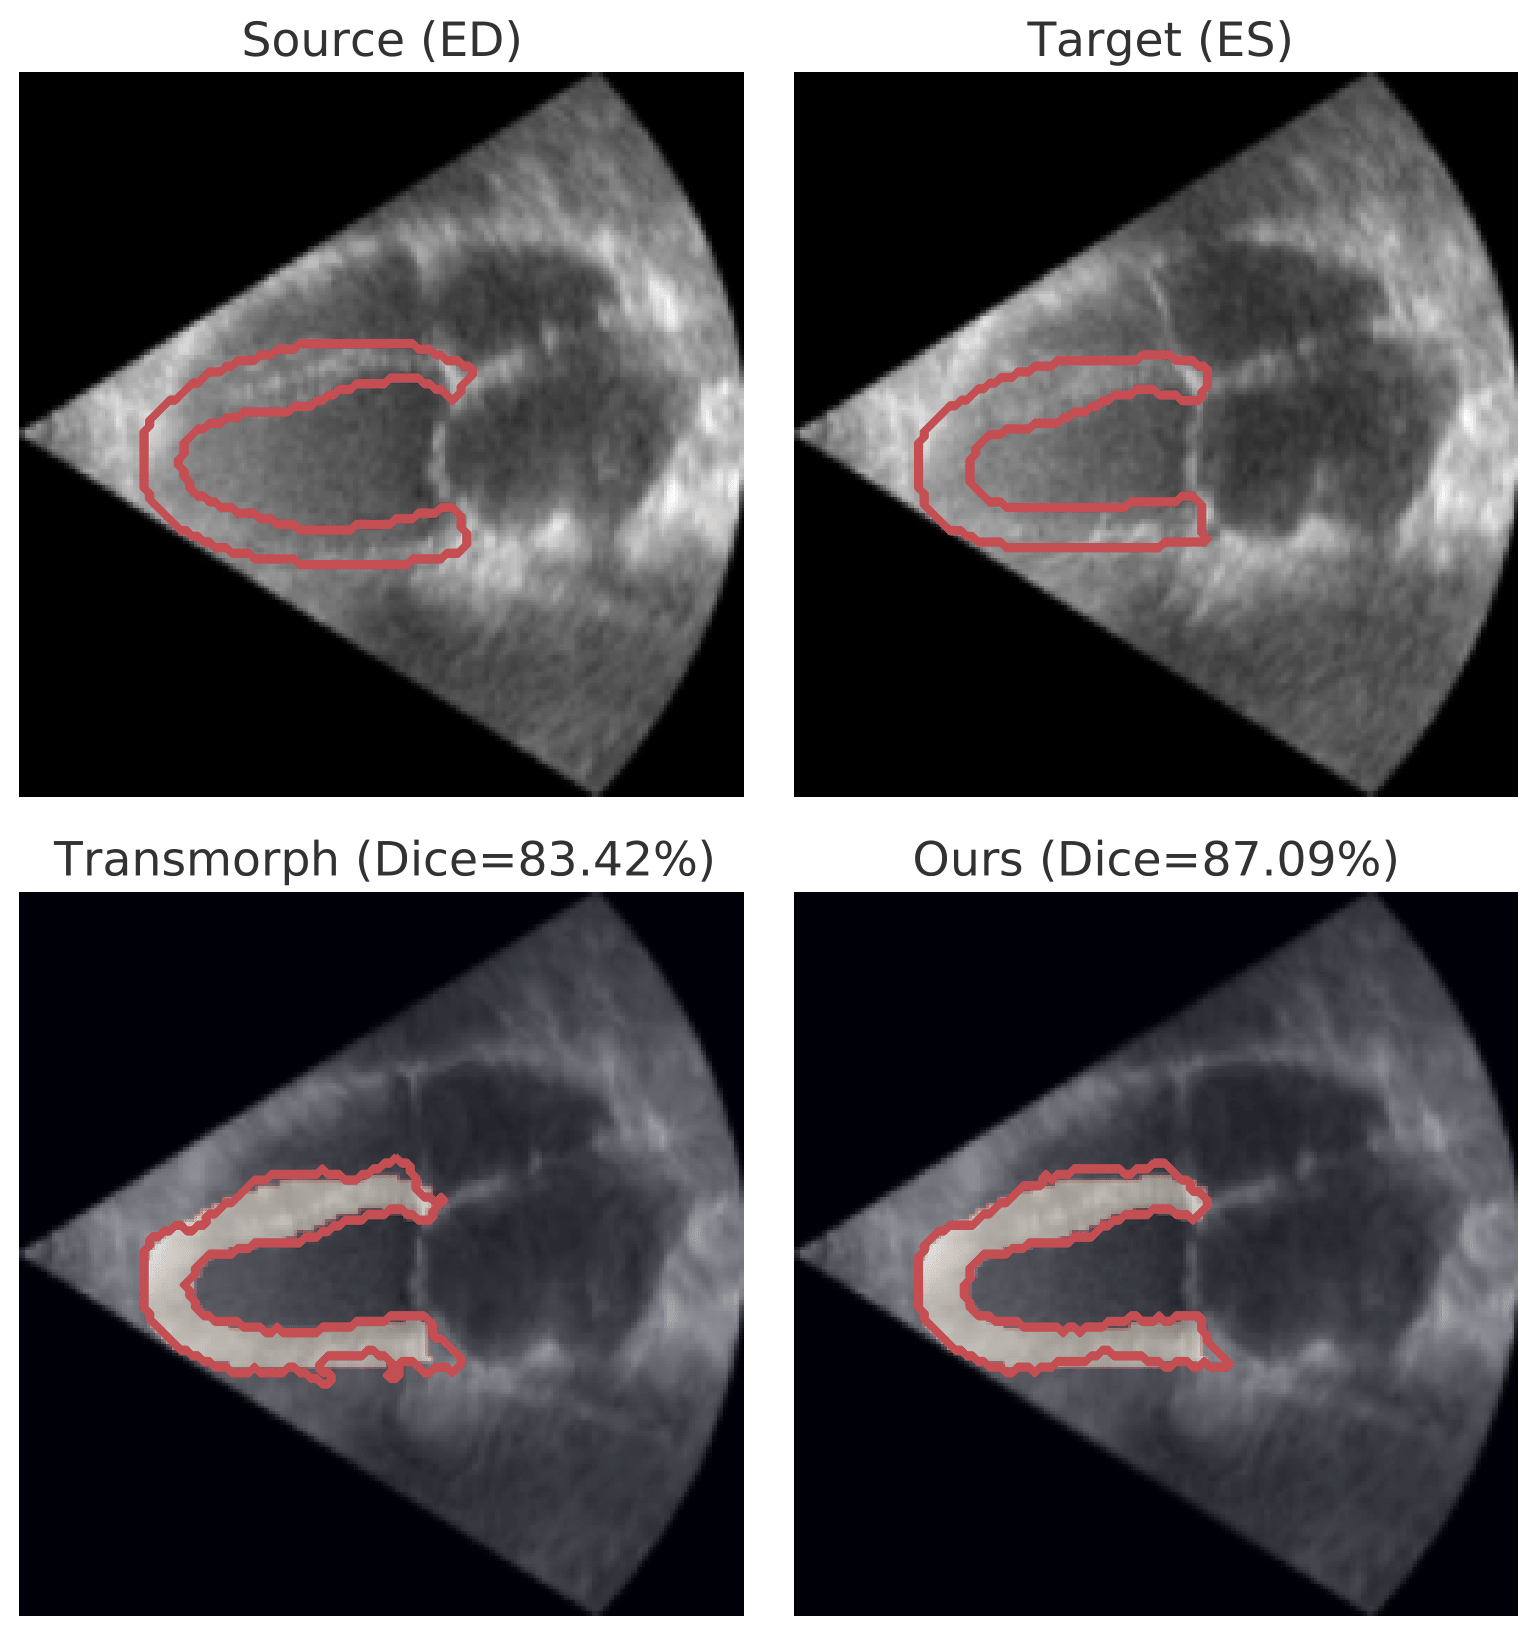 Source (ED)
Target (ES)
Transmorph (Dice=83.42%)
Ours (Dice=87.09%)